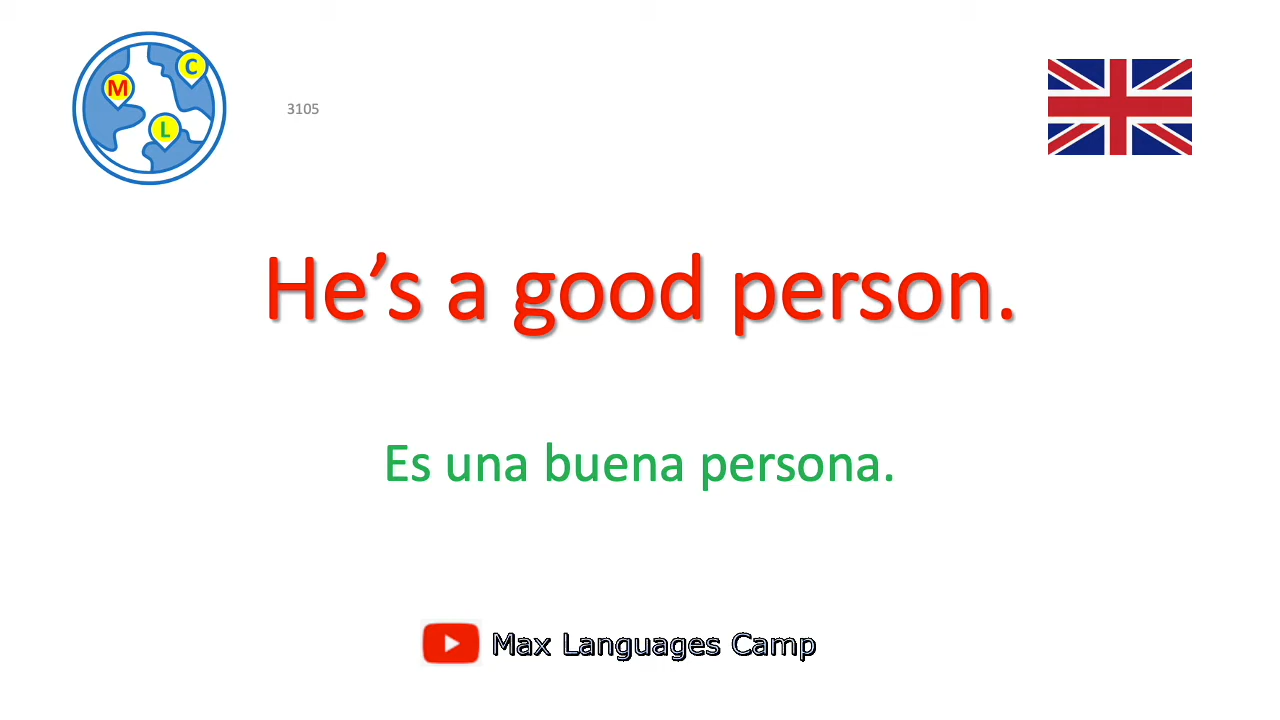 M
C
L
3105
He’s a good person.
Es una buena persona.
Max Languages Camp